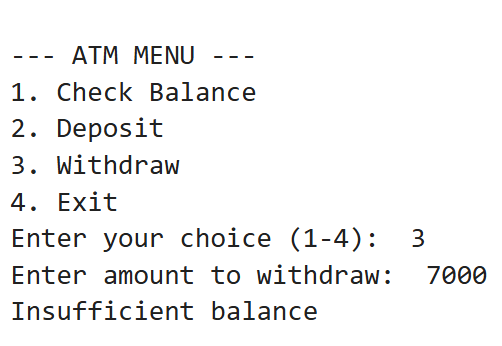 --- ATM MENU ---
1. Check Balance
2. Deposit
3. Withdraw
4. Exit
Enter your choice (1-4):  3
Enter amount to withdraw:  7000
Insufficient balance